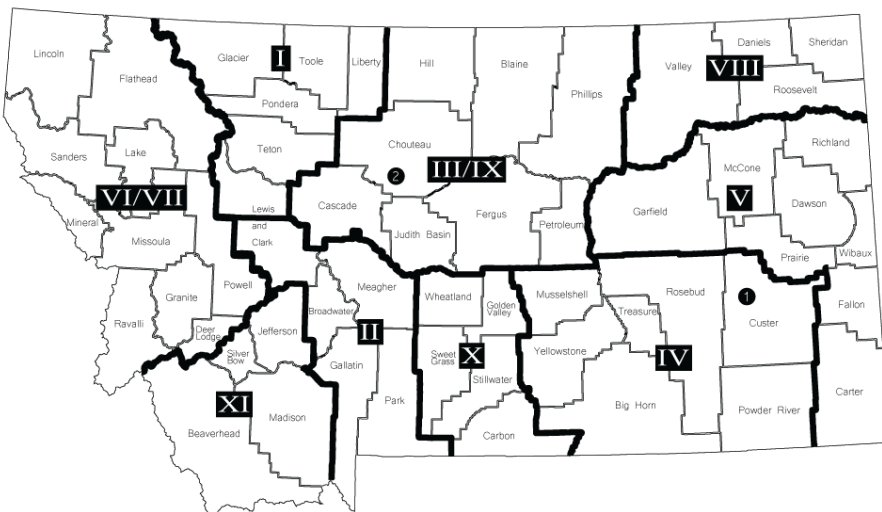 Lincoln
Flathead
Glacier
I
Toole
Liberty
Hill
Blaine
Phillips
Valley
Daniels
Sheridan
VIII
Roosevelt
Pondera
Teton
Chouteau
Richland
Sanders
Lake
2
III/IX
McCone
V
Dawson
VI/VII
Mineral
Missoula
Lewis
and
Clark
Cascade
Judith Basin
Fergus
Petroleum
Garfield
Prairie
Wibaux
Powell
Granite
Ravalli
Deer
Lodge
Silver
Bow
Jefferson
Broadwater
Meagher
II
Gallatin
Park
Wheatland
Golden
Valley
Musselshell
Treasure
Rosebud
1
Custer
Fallon
Sweet
Grass
X
Stillwater
Yellowstone
IV
Big Horn
Powder River
Carter
Carbon
XI
Beaverhead
Madison